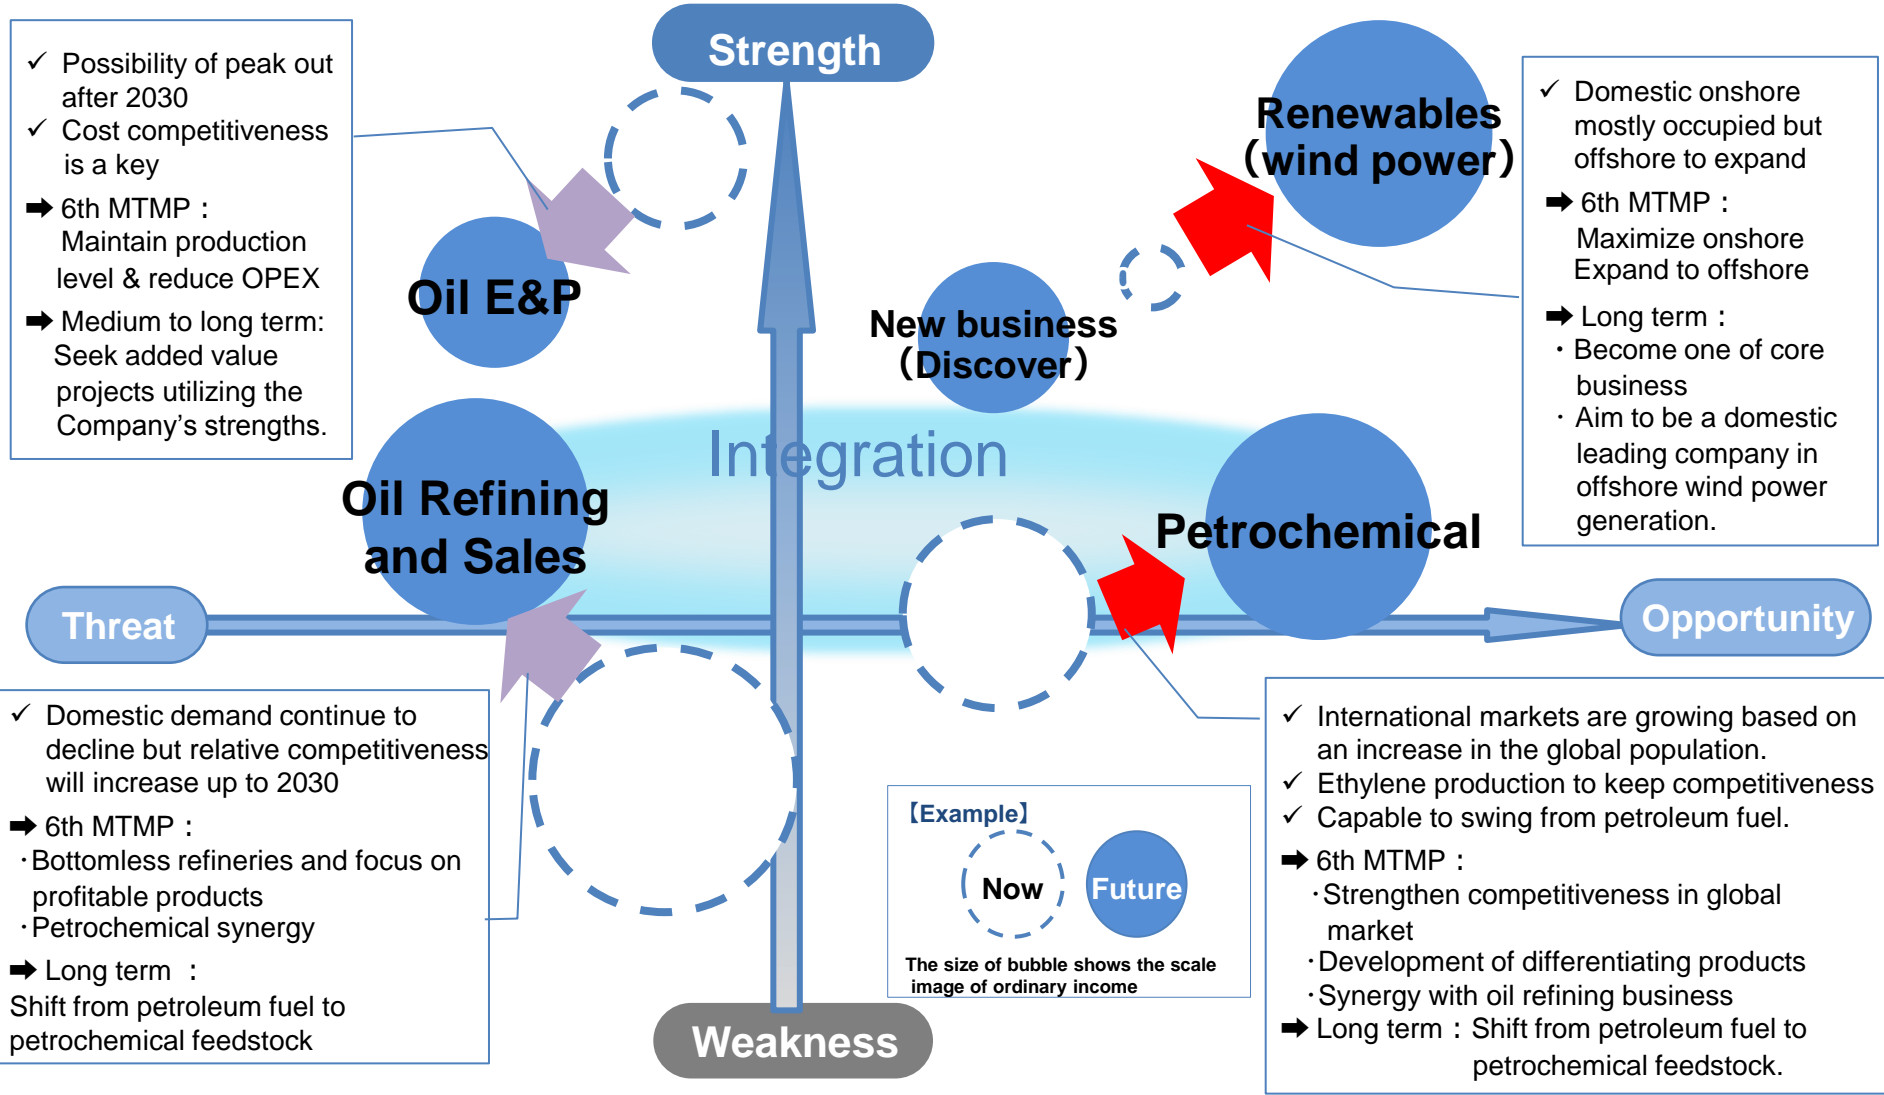 Strength
✓ Possibility of peak out
after 2030
✓ Cost competitiveness
is a key
➡ 6th MTMP：
Maintain production
level & reduce OPEX
➡ Medium to long term:
Seek added value
projects utilizing the
Company’s strengths.
Oil E&P
New business
（Discover）
Renewables
（wind power）
✓ Domestic onshore
mostly occupied but
offshore to expand
➡ 6th MTMP：
Maximize onshore
Expand to offshore
➡ Long term：
・Become one of core
business
・Aim to be a domestic
leading company in
offshore wind power
generation.
Integration
Oil Refining
and Sales
Petrochemical
Threat
Opportunity
✓ Domestic demand continue to
decline but relative competitiveness
will increase up to 2030
➡ 6th MTMP：
・Bottomless refineries and focus on
profitable products
・Petrochemical synergy
➡ Long term ：
Shift from petroleum fuel to
petrochemical feedstock
【Example】
Now
Future
The size of bubble shows the scale
image of ordinary income
✓ International markets are growing based on
an increase in the global population.
✓ Ethylene production to keep competitiveness
✓ Capable to swing from petroleum fuel.
➡ 6th MTMP：
・Strengthen competitiveness in global
market
・Development of differentiating products
・Synergy with oil refining business
➡ Long term：Shift from petroleum fuel to
petrochemical feedstock.
Weakness